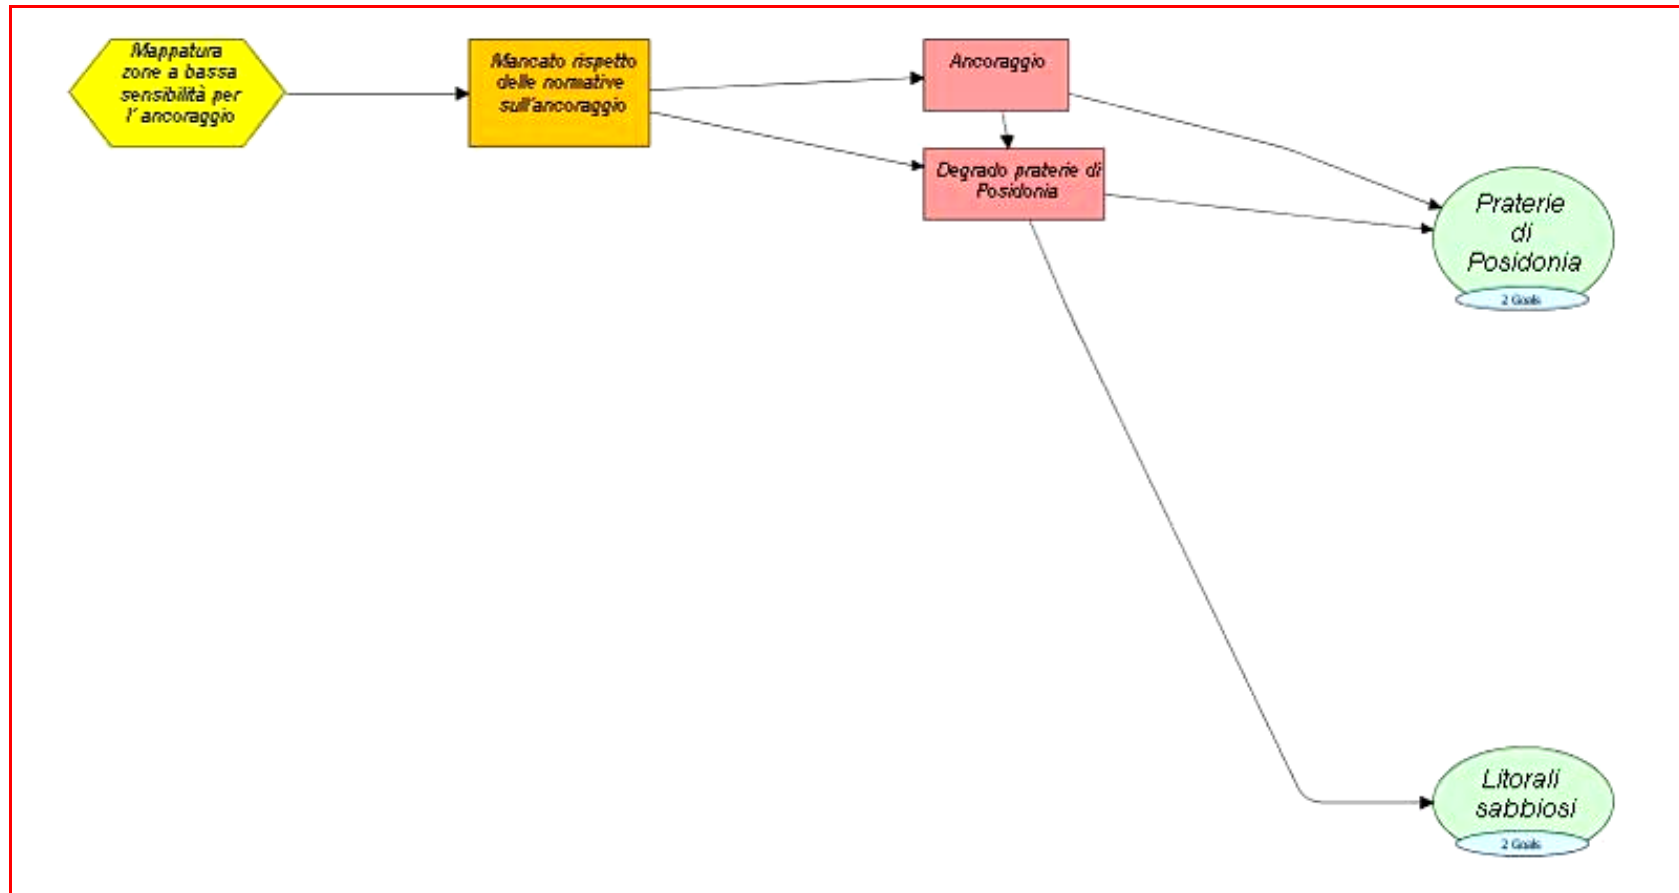 Mappatura
zone a bassa
sensibilità per
l' ancoraggio
Mancato rispetto
delle normative
sull'ancoraggio
Ancoraggio
Degrado praterie di
Posidonia
Praterie
di
Posidonia
2 Goals
Litorali
sabbiosi
2 Goals